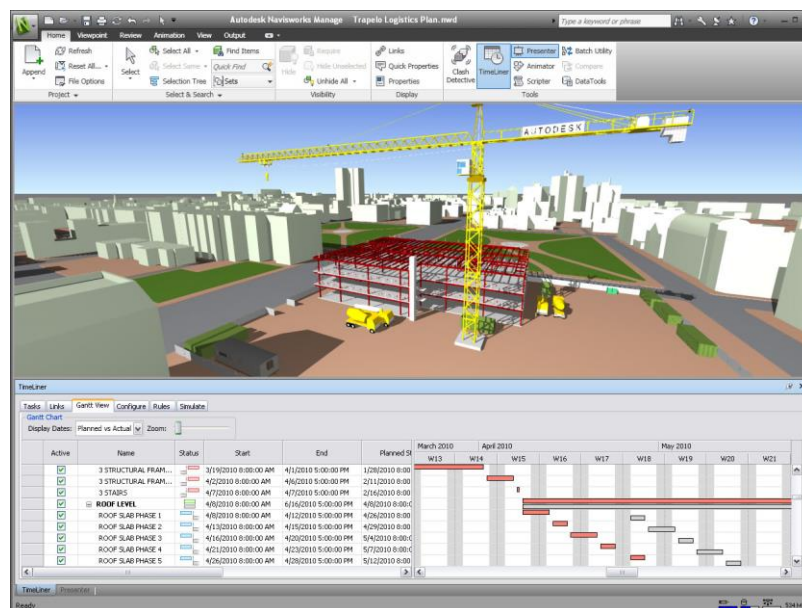 Autodesk Navisworks Manage Trapelo Logistics Plan.nwd
Type a keyword or phrase
Home Viewpoint Review Animation View Output
Append
Refresh
Reset All...
File Options
Project
Select
Select All
Select Same
Selection Tree
Find Items
Quick Find
Sets
Select & Search
Hide
Require
Hide Unselected
Unhide All
Visibility
Links
Quick Properties
Properties
Display
Clash Detective
TimeLiner
Presenter
Animator
Scripter
Batch Utility
Compare
DataTools
Tools
AUTODESK
TimeLiner
Tasks Links Gantt View Configure Rules Simulate
Gantt Chart
Display Dates: Planned vs Actual Zoom:
Active Name Status Start End Planned St
March 2010 April 2010 May 2010
W13 W14 W15 W16 W17 W18 W19 W20 W21
3 STRUCTURAL FRAM... 3/19/2010 8:00:00 AM 4/1/2010 5:00:00 PM 1/28/2010 8:00
3 STRUCTURAL FRAM... 4/2/2010 8:00:00 AM 4/6/2010 5:00:00 PM 2/11/2010 8:00
3 STAIRS 4/7/2010 8:00:00 AM 4/7/2010 5:00:00 PM 2/16/2010 8:00
ROOF LEVEL 4/8/2010 8:00:00 AM 6/16/2010 5:00:00 PM 4/8/2010 8:00:0
ROOF SLAB PHASE 1 4/8/2010 8:00:00 AM 4/12/2010 5:00:00 PM 4/26/2010 8:00
ROOF SLAB PHASE 2 4/13/2010 8:00:00 AM 4/15/2010 5:00:00 PM 4/29/2010 8:00
ROOF SLAB PHASE 3 4/16/2010 8:00:00 AM 4/20/2010 5:00:00 PM 5/4/2010 8:00:0
ROOF SLAB PHASE 4 4/21/2010 8:00:00 AM 4/23/2010 5:00:00 PM 5/7/2010 8:00:0
ROOF SLAB PHASE 5 4/26/2010 8:00:00 AM 4/28/2010 5:00:00 PM 5/12/2010 8:00
TimeLiner Presenter
Ready